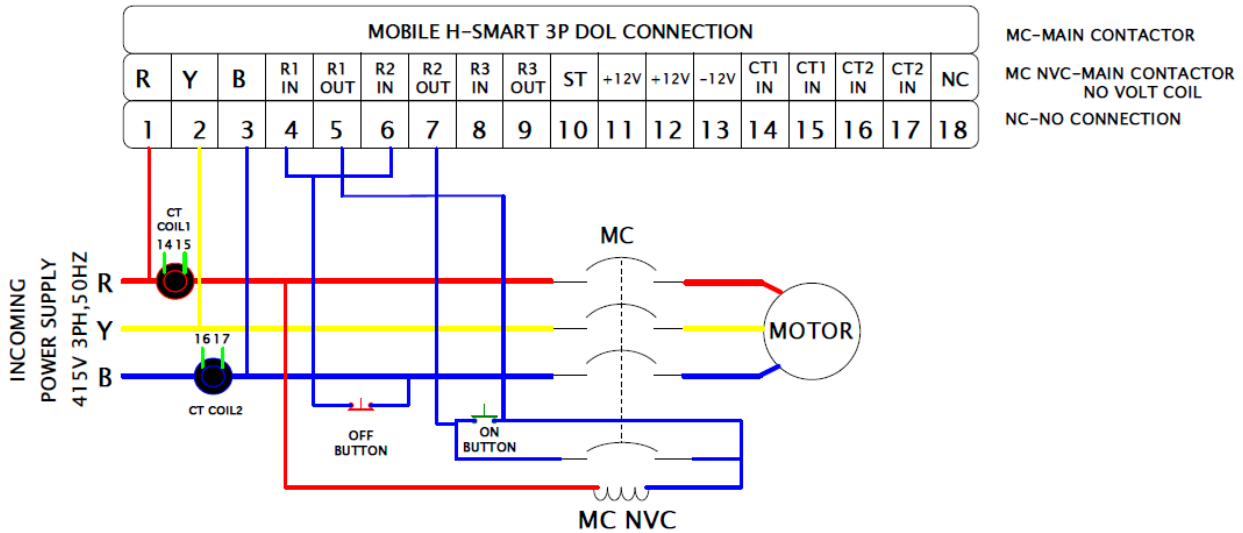 MOBILE H-SMART 3P DOL CONNECTION
R Y B R1 IN R1 OUT R2 IN R2 OUT R3 IN R3 OUT ST +12V +12V -12V CT1 IN CT1 IN CT2 IN CT2 IN NC
1 2 3 4 5 6 7 8 9 10 11 12 13 14 15 16 17 18
MC-MAIN CONTACTOR
MC NVC-MAIN CONTACTOR
NO VOLT COIL
NC-NO CONNECTION
CT
COIL1
14 15
INCOMING
POWER SUPPLY
415V 3PH,50HZ
R
Y
B
16 17
CT COIL2
MC
MOTOR
OFF
BUTTON
ON
BUTTON
MC NVC